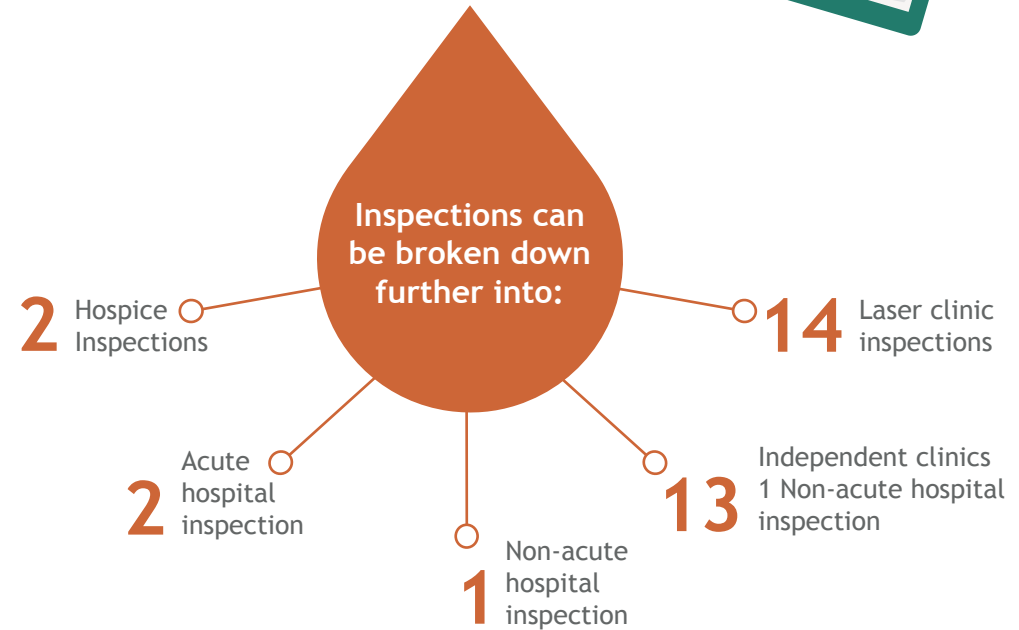 Inspections can
be broken down
further into:
2 Hospice
Inspections
2 Acute
hospital
inspection
1 Non-acute
hospital
inspection
13 Independent clinics
1 Non-acute hospital
inspection
14 Laser clinic
inspections